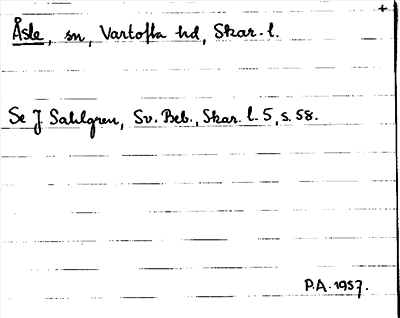 +
Åsle, sn, Vartofta hd, Skar. l.
Se J. Sahlgren, Sv. Beb., Skar. l. 5, s. 58.
P.A. 1957.